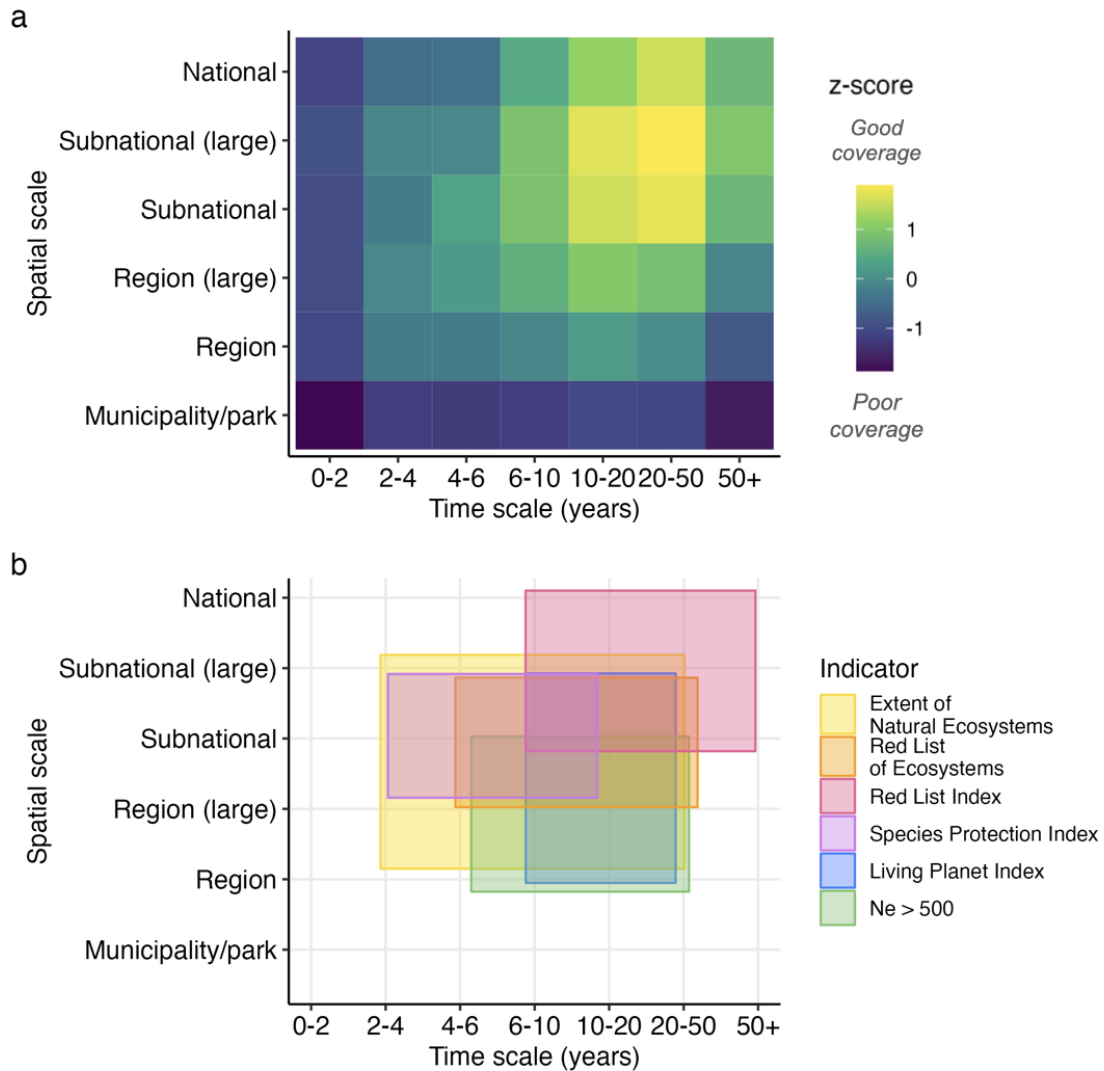 a
National
Subnational (large)
Subnational
Region (large)
Region
Municipality/park
Spatial scale
0-2 2-4 4-6 6-10 10-20 20-50 50+
Time scale (years)
z-score
Good
coverage
1
0
-1
Poor
coverage
b
National
Subnational (large)
Subnational
Region (large)
Region
Municipality/park
Spatial scale
0-2 2-4 4-6 6-10 10-20 20-50 50+
Time scale (years)
Indicator
Extent of
Natural Ecosystems
Red List
of Ecosystems
Red List Index
Species Protection Index
Living Planet Index
Ne > 500